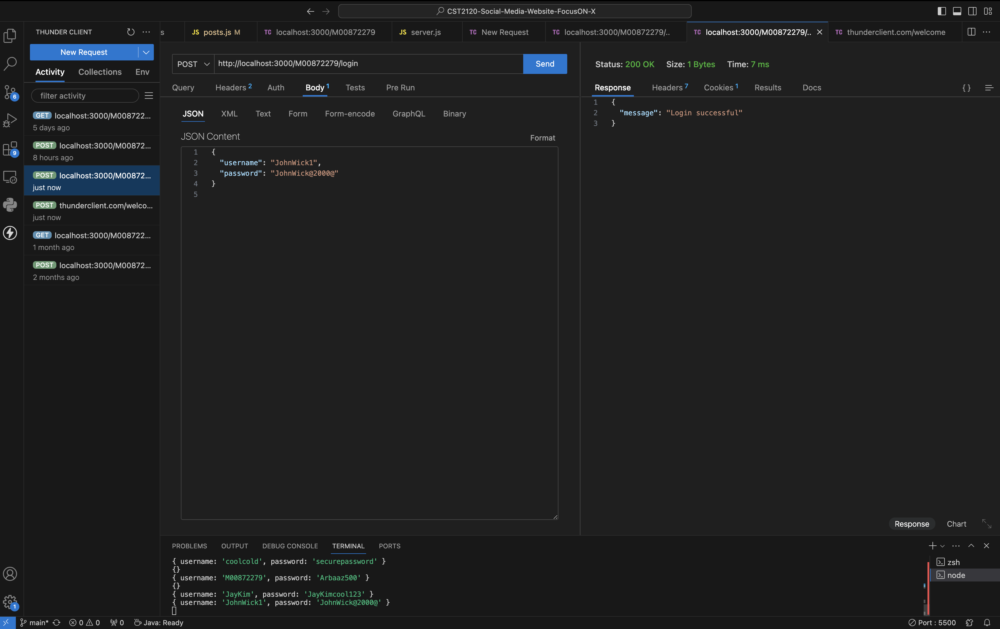 CST2120-Social-Media-Website-FocusON-X
THUNDER CLIENT
s
JS posts.js M
TC localhost:3000/M00872279
JS server.js
TC New Request
TC localhost:3000/M00872279/..
TC localhost:3000/M00872279/..
TC thunderclient.com/welcome
New Request
Activity Collections Env
filter activity
GET localhost:3000/M008722...
5 days ago
POST localhost:3000/M00872...
8 hours ago
POST localhost:3000/M00872...
just now
POST thunderclient.com/welco...
just now
GET localhost:3000/M008722...
1 month ago
POST localhost:3000/M00872...
2 months ago
6
9
1
POST http://localhost:3000/M00872279/login Send
Query Headers 2 Auth Body 1 Tests Pre Run
JSON XML Text Form Form-encode GraphQL Binary
JSON Content Format
1 {
2 "username": "JohnWick1",
3 "password": "JohnWick@2000@"
4 }
5
Status: 200 OK Size: 1 Bytes Time: 7 ms
Response Headers 7 Cookies 1 Results Docs {}
1 {
2 "message": "Login successful"
3 }
Response Chart
PROBLEMS OUTPUT DEBUG CONSOLE TERMINAL PORTS
{ username: 'coolcold', password: 'securepassword' }
{}
{ username: 'M00872279', password: 'Arbaaz500' }
{}
{ username: 'JayKim', password: 'JayKimcool123' }
{ username: 'JohnWick1', password: 'JohnWick@2000@' }
zsh
node
main* 0 0 0 Java: Ready Port : 5500